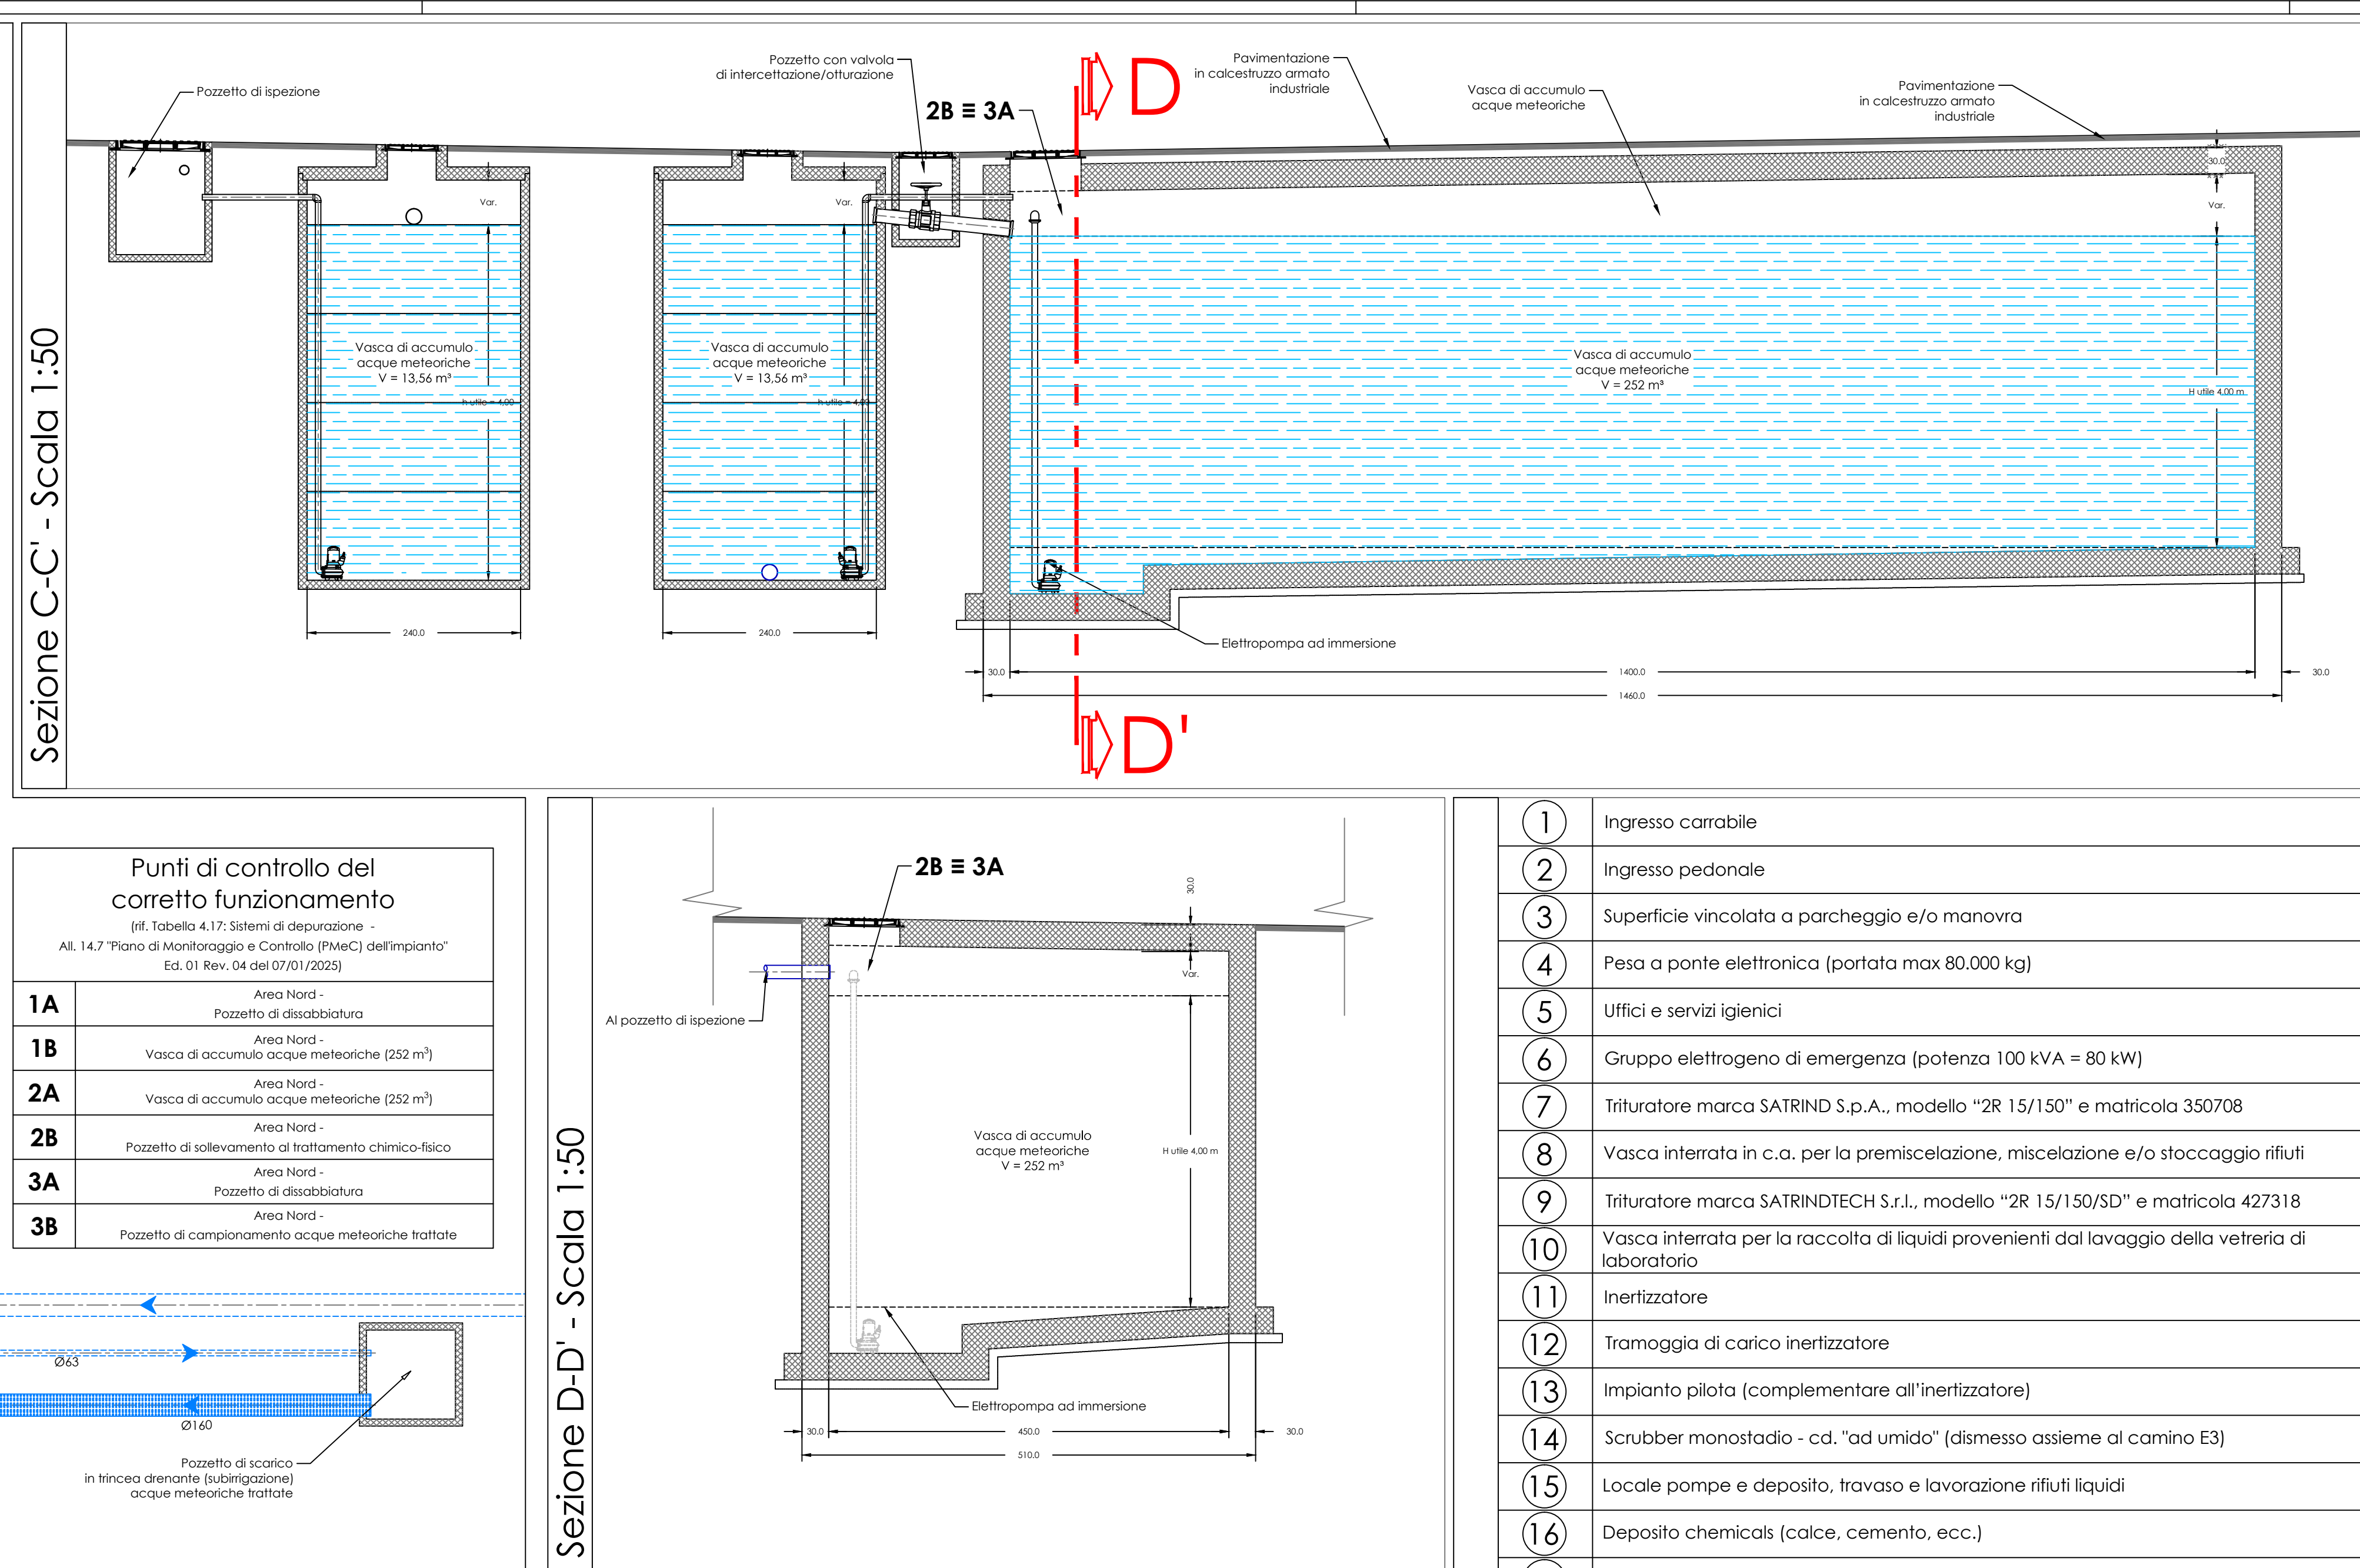 Sezione C-C' - Scala 1:50
Pozzetto di ispezione
Pozzetto con valvola
di intercettazione/otturazione
2B ≡ 3A
D
Pavimentazione
in calcestruzzo armato
industriale
Vasca di accumulo
acque meteoriche
Pavimentazione
in calcestruzzo armato
industriale
30.0
Var.
Var.
Var.
Vasca di accumulo
acque meteoriche
V = 13,56 m³
h utile = 4,00
Vasca di accumulo
acque meteoriche
V = 13,56 m³
h utile = 4,00
Vasca di accumulo
acque meteoriche
V = 252 m³
H utile 4,00 m
240.0
240.0
Elettropompa ad immersione
30.0
1400.0
30.0
1460.0
D'
Punti di controllo del
corretto funzionamento
(rif. Tabella 4.17: Sistemi di depurazione -
All. 14.7 "Piano di Monitoraggio e Controllo (PMeC) dell'impianto"
Ed. 01 Rev. 04 del 07/01/2025)
1A
Area Nord -
Pozzetto di dissabbiatura
1B
Area Nord -
Vasca di accumulo acque meteoriche (252 m³)
2A
Area Nord -
Vasca di accumulo acque meteoriche (252 m³)
2B
Area Nord -
Pozzetto di sollevamento al trattamento chimico-fisico
3A
Area Nord -
Pozzetto di dissabbiatura
3B
Area Nord -
Pozzetto di campionamento acque meteoriche trattate
Ø63
Ø160
Pozzetto di scarico
in trincea drenante (subirrigazione)
acque meteoriche trattate
Sezione D-D' - Scala 1:50
2B ≡ 3A
30.0
Var.
Al pozzetto di ispezione
Vasca di accumulo
acque meteoriche
V = 252 m³
H utile 4,00 m
Elettropompa ad immersione
30.0
450.0
30.0
510.0
1 Ingresso carrabile
2 Ingresso pedonale
3 Superficie vincolata a parcheggio e/o manovra
4 Pesa a ponte elettronica (portata max 80.000 kg)
5 Uffici e servizi igienici
6 Gruppo elettrogeno di emergenza (potenza 100 kVA = 80 kW)
7 Trituratore marca SATRIND S.p.A., modello “2R 15/150” e matricola 350708
8 Vasca interrata in c.a. per la premiscelazione, miscelazione e/o stoccaggio rifiuti
9 Trituratore marca SATRINDTECH S.r.l., modello “2R 15/150/SD” e matricola 427318
10 Vasca interrata per la raccolta di liquidi provenienti dal lavaggio della vetreria di
laboratorio
11 Inertizzatore
12 Tramoggia di carico inertizzatore
13 Impianto pilota (complementare all’inertizzatore)
14 Scrubber monostadio - cd. "ad umido" (dismesso assieme al camino E3)
15 Locale pompe e deposito, travaso e lavorazione rifiuti liquidi
16 Deposito chemicals (calce, cemento, ecc.)